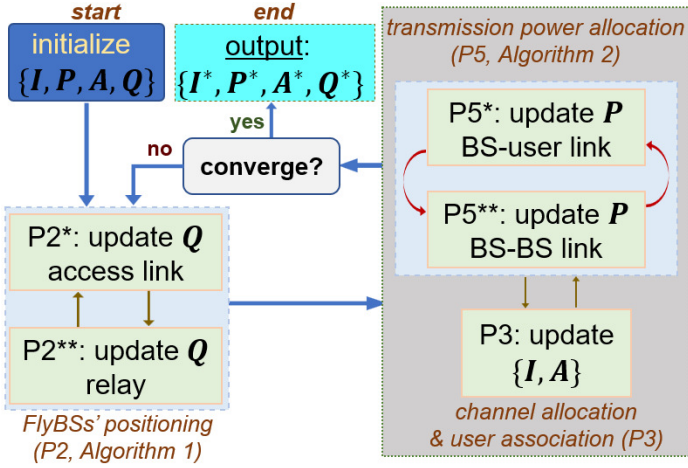 start
initialize
{I, P, A, Q}
end
output:
{I*, P*, A*, Q*}
yes
no
converge?
P2*: update Q
access link
P2**: update Q
relay
FlyBSs' positioning
(P2, Algorithm 1)
transmission power allocation
(P5, Algorithm 2)
P5*: update P
BS-user link
P5**: update P
BS-BS link
P3: update
{I, A}
channel allocation
& user association (P3)